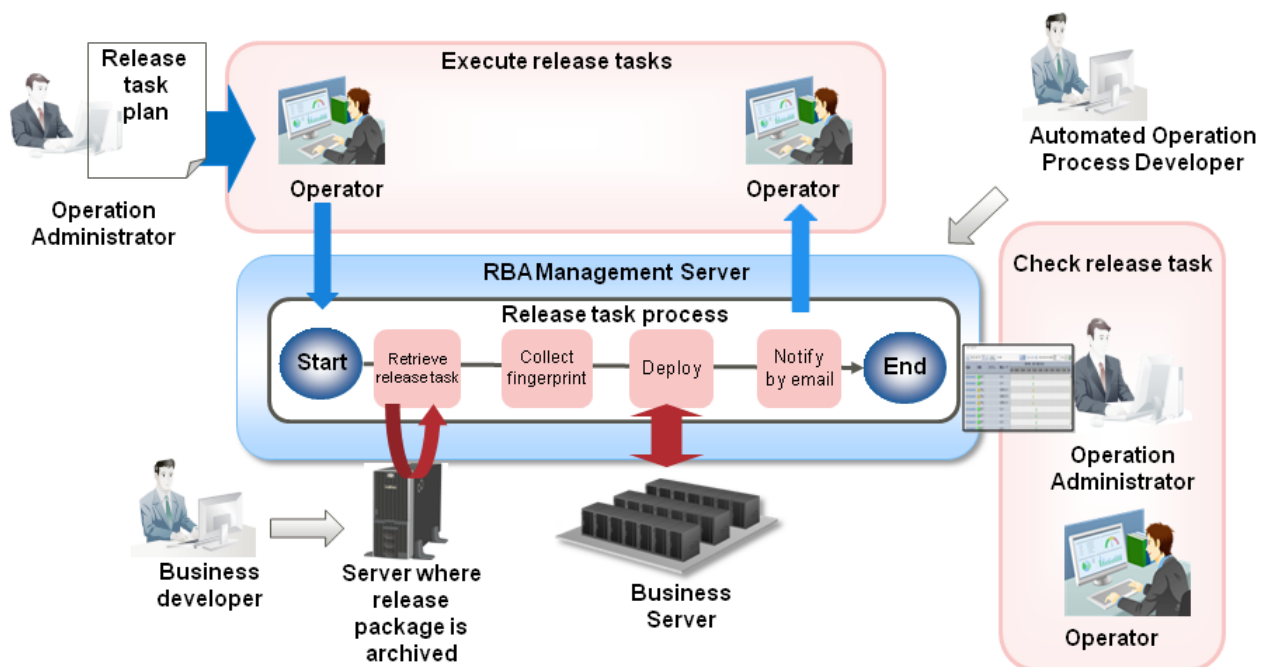 Release
task
plan
Operation
Administrator
Execute release tasks
Operator
Operator
Automated Operation
Process Developer
RBA Management Server
Release task process
Start
Retrieve
release task
Collect
fingerprint
Deploy
Notify
by email
End
Check release task
Operation
Administrator
Operator
Business
developer
Server where
release
package is
archived
Business
Server